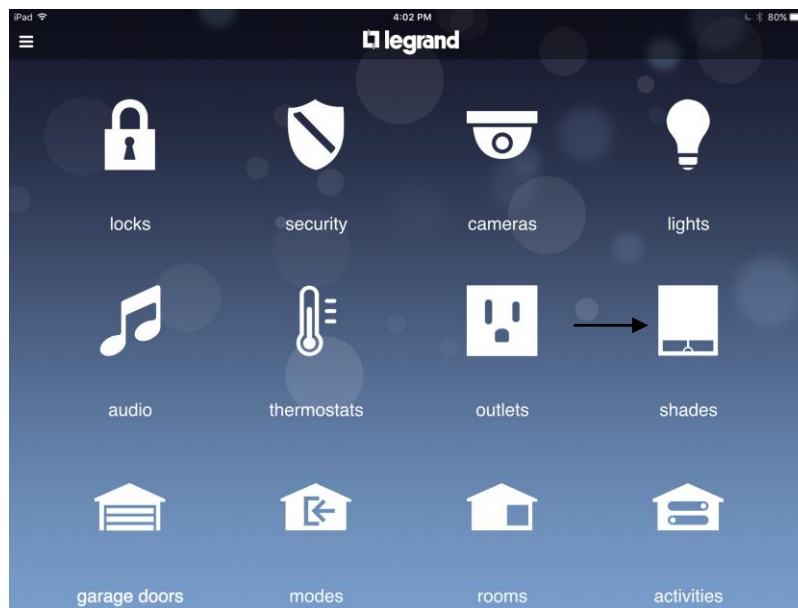 iPad 4:02 PM 80%
legrand
locks security cameras lights
audio thermostats outlets shades
garage doors modes rooms activities